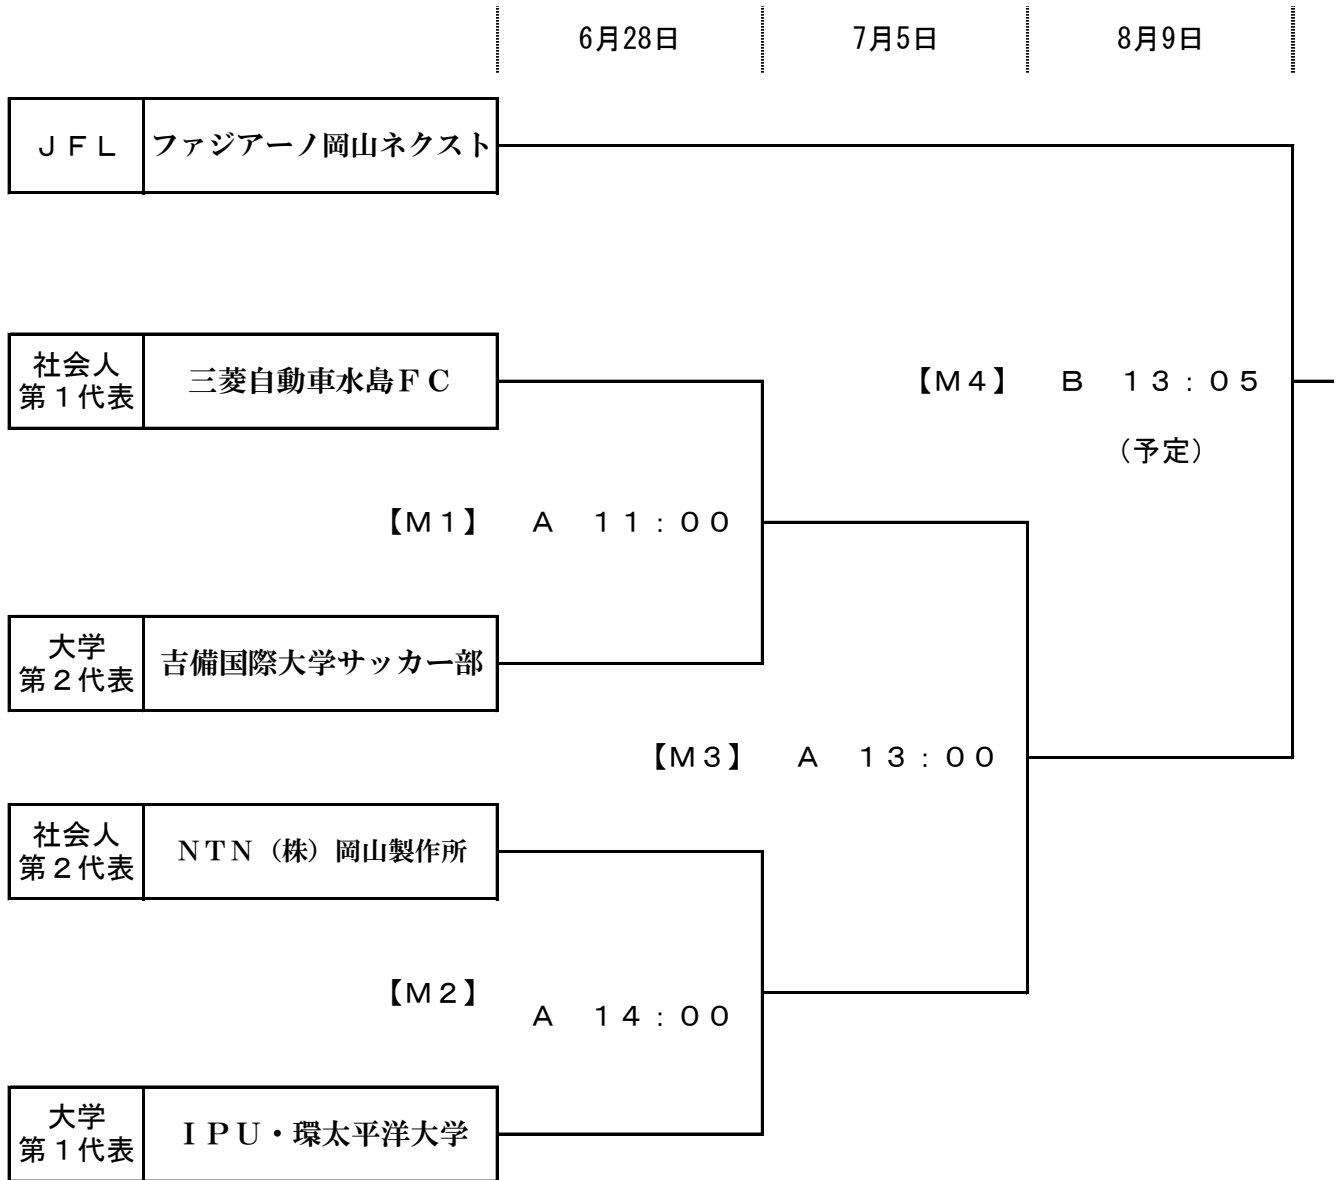 6月28日
7月5日
8月9日
ＪＦＬ
ファジアーノ岡山ネクスト
社会人
第１代表
三菱自動車水島ＦＣ
【Ｍ４】 Ｂ １３：０５
（予定）
【Ｍ１】 Ａ １１：００
大学
第２代表
吉備国際大学サッカー部
【Ｍ３】 Ａ １３：００
社会人
第２代表
ＮＴＮ（株）岡山製作所
【Ｍ２】
Ａ １４：００
大学
第１代表
ＩＰＵ・環太平洋大学